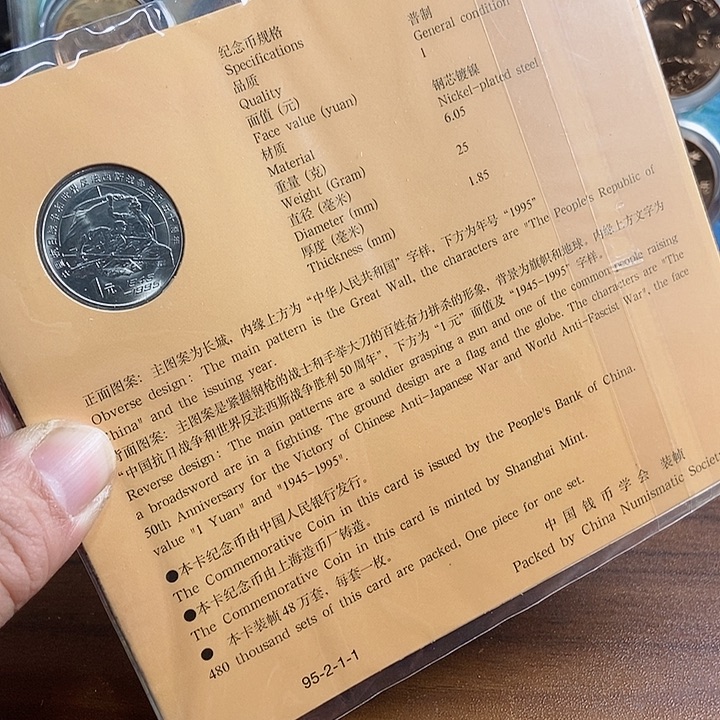 纪念币规格
Specifications
品质 普制
Quality General condition
面值 (元) 1
Face value (yuan)
材质 钢芯镀镍
Material Nickel-plated steel
重量 (克) 6.05
Weight (Gram)
直径 (毫米) 25
Diameter (mm)
厚度 (毫米) 1.85
Thickness (mm)
正面图案: 主图案为长城, 内缘上方为“中华人民共和国”字样, 下方为年号“1995”
Obverse design: The main pattern is the Great Wall, the characters are "The People's Republic of
China" and the issuing year.
背面图案: 主图案是紧握钢枪的战士和手举大刀的百姓奋力拼杀的形象, 背景为旗帜和地球, 内缘上方文字为
“中国抗日战争和世界反法西斯战争胜利50周年”, 下方为“1元”面值及“1945-1995”字样。
Reverse design: The main patterns are a soldier grasping a gun and one of the common people raising
a broadsword are in a fighting. The ground design are a flag and the globe. The characters are "The
50th Anniversary for the Victory of Chinese Anti-Japanese War and World Anti-Fascist War", the face
value "1 Yuan" and "1945-1995".
●本卡纪念币由中国人民银行发行。
The Commemorative Coin in this card is issued by the People's Bank of China.
●本卡纪念币由上海造币厂铸造。
The Commemorative Coin in this card is minted by Shanghai Mint.
● 本卡装帧48万套, 每套一枚。
480 thousand sets of this card are packed, One piece for one set.
中国钱币学会 装帧
Packed by China Numismatic
95-2-1-1
1元
1945
1995